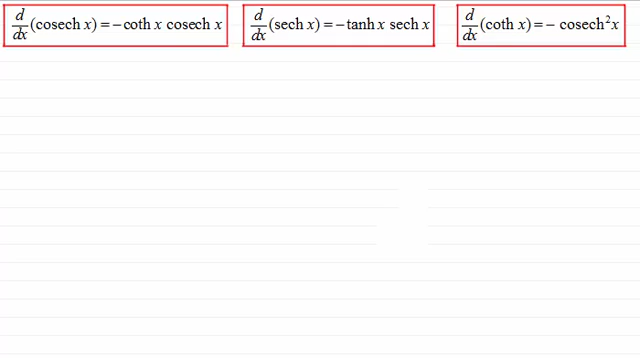 d/dx (cosech x) = − coth x cosech x
d/dx (sech x) = − tanh x sech x
d/dx (coth x) = − cosech²x